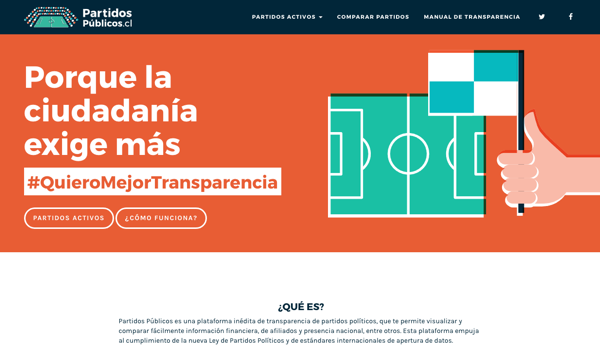 Partidos
Públicos.cl
PARTIDOS ACTIVOS
COMPARAR PARTIDOS
MANUAL DE TRANSPARENCIA
Porque la
ciudadanía
exige más
#QuieroMejorTransparencia
PARTIDOS ACTIVOS
¿CÓMO FUNCIONA?
¿QUÉ ES?
Partidos Públicos es una plataforma inédita de transparencia de partidos políticos, que te permite visualizar y
comparar fácilmente información financiera, de afiliados y presencia nacional, entre otros. Esta plataforma empuja
al cumplimiento de la nueva Ley de Partidos Políticos y de estándares internacionales de apertura de datos.